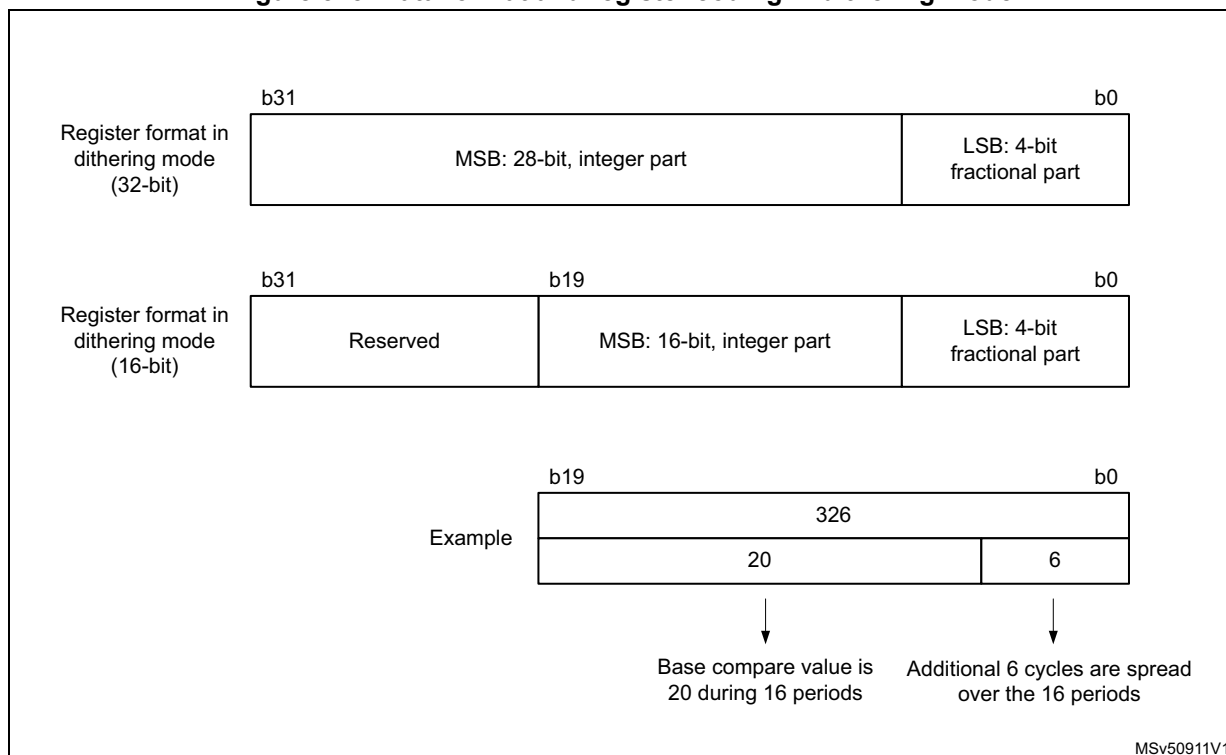 b31 b0
Register format in
dithering mode
(32-bit)
MSB: 28-bit, integer part
LSB: 4-bit
fractional part
b31 b19 b0
Register format in
dithering mode
(16-bit)
Reserved
MSB: 16-bit, integer part
LSB: 4-bit
fractional part
b19 b0
Example
326
20 6
Base compare value is
20 during 16 periods
Additional 6 cycles are spread
over the 16 periods
MSv50911V1